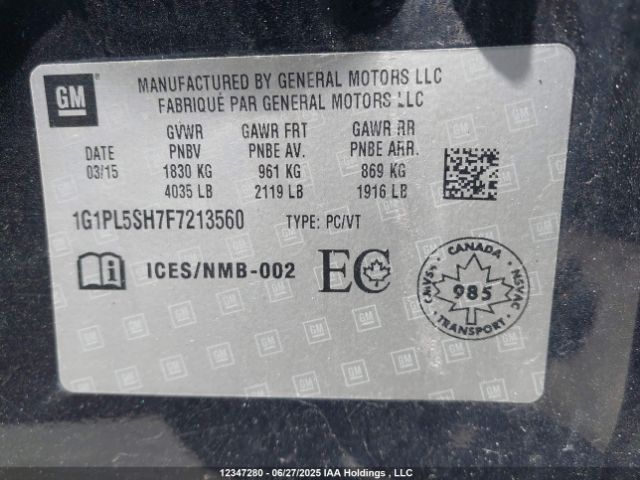 GM
MANUFACTURED BY GENERAL MOTORS LLC
FABRIQUÉ PAR GENERAL MOTORS LLC
GVWR GAWR FRT GAWR RR
DATE PNBV PNBE AV. PNBE ARR.
03/15 1830 KG 961 KG 869 KG
4035 LB 2119 LB 1916 LB
1G1PL5SH7F7213560 TYPE: PC/VT
i ICES/NMB-002 EC
CANADA
CMVSS NSVAC
985
TRANSPORT
12347280 - 06/27/2025 IAA Holdings , LLC